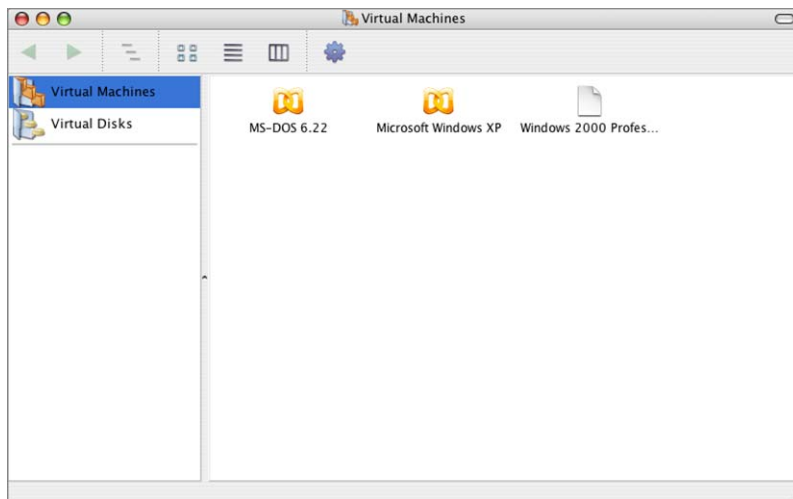 Virtual Machines
Virtual Machines
Virtual Disks
MS-DOS 6.22
Microsoft Windows XP
Windows 2000 Profes...